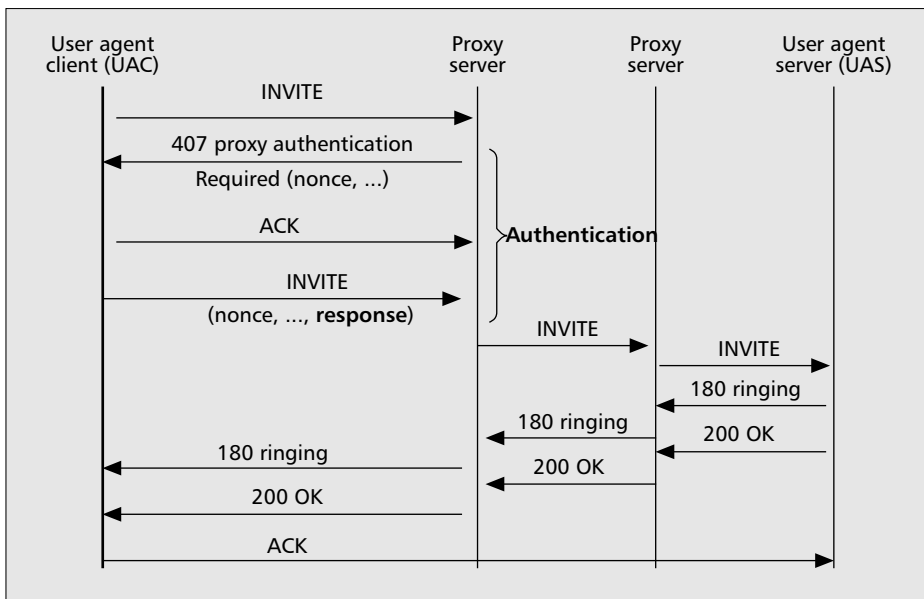 User agent
client (UAC)
Proxy
server
Proxy
server
User agent
server (UAS)
INVITE
407 proxy authentication
Required (nonce, ...)
ACK
Authentication
INVITE
(nonce, ..., response)
INVITE
INVITE
180 ringing
180 ringing
200 OK
180 ringing
200 OK
200 OK
ACK